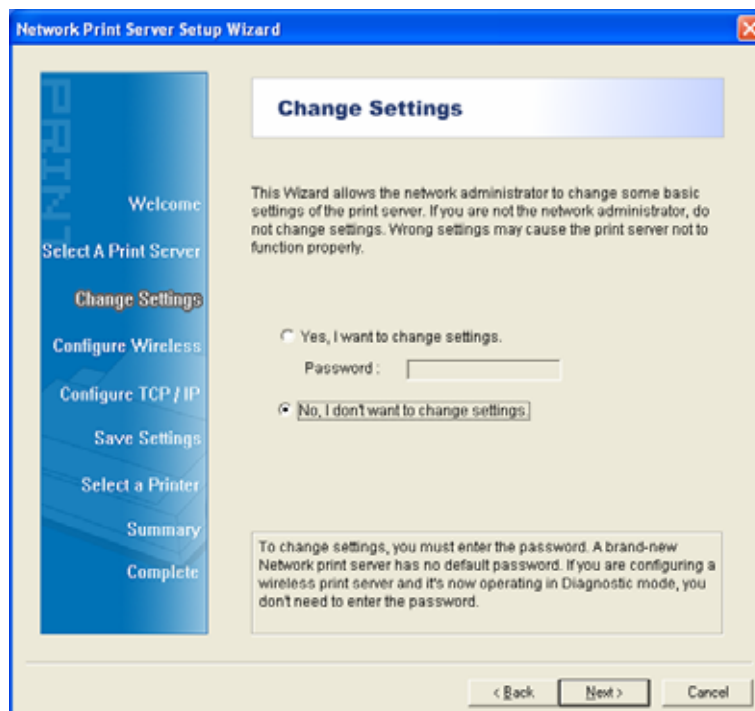 Network Print Server Setup Wizard
PRINT
Welcome
Select A Print Server
Change Settings
Configure Wireless
Configure TCP / IP
Save Settings
Select a Printer
Summary
Complete
Change Settings
This Wizard allows the network administrator to change some basic
settings of the print server. If you are not the network administrator, do
not change settings. Wrong settings may cause the print server not to
function properly.
Yes, I want to change settings.
Password :
No, I don't want to change settings.
To change settings, you must enter the password. A brand-new
Network print server has no default password. If you are configuring a
wireless print server and it's now operating in Diagnostic mode, you
don't need to enter the password.
< Back
Next >
Cancel